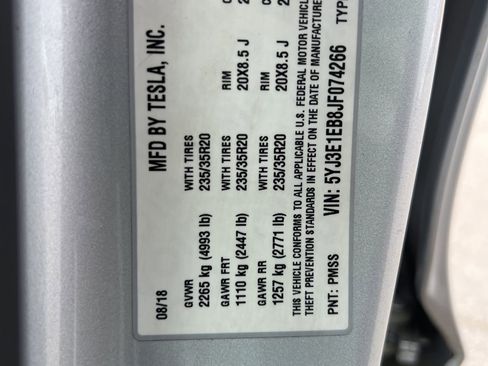 MFD BY TESLA, INC.
08/18
GVWR
2265 kg (4993 lb)
GAWR FRT WITH TIRES RIM
1110 kg (2447 lb) 235/35R20 20X8.5 J
GAWR RR WITH TIRES RIM
1257 kg (2771 lb) 235/35R20 20X8.5 J
WITH TIRES
235/35R20
THIS VEHICLE CONFORMS TO ALL APPLICABLE U.S. FEDERAL MOTOR VEHICLE
THEFT PREVENTION STANDARDS IN EFFECT ON THE DATE OF MANUFACTURE
VIN: 5YJ3E1EB8JF074266
PNT: PMSS TYP